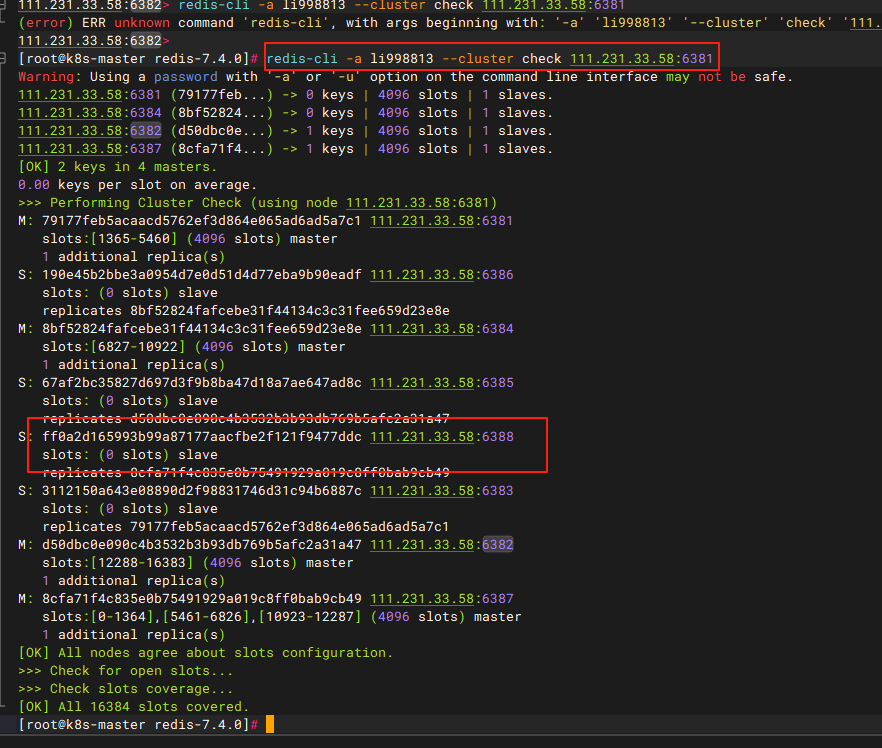 111.231.33.58:6382> redis-cli -a li998813 --cluster check 111.231.33.58:6381
(error) ERR unknown command 'redis-cli', with args beginning with: '-a' 'li998813' '--cluster' 'check' '111.
111.231.33.58:6382>
[root@k8s-master redis-7.4.0]# redis-cli -a li998813 --cluster check 111.231.33.58:6381
Warning: Using a password with '-a' or '-u' option on the command line interface may not be safe.
111.231.33.58:6381 (79177feb...) -> 0 keys | 4096 slots | 1 slaves.
111.231.33.58:6384 (8bf52824...) -> 0 keys | 4096 slots | 1 slaves.
111.231.33.58:6382 (d50dbc0e...) -> 1 keys | 4096 slots | 1 slaves.
111.231.33.58:6387 (8cfa71f4...) -> 1 keys | 4096 slots | 1 slaves.
[OK] 2 keys in 4 masters.
0.00 keys per slot on average.
>>> Performing Cluster Check (using node 111.231.33.58:6381)
M: 79177feb5acaacd5762ef3d864e065ad6ad5a7c1 111.231.33.58:6381
slots:[1365-5460] (4096 slots) master
1 additional replica(s)
S: 190e45b2bbe3a0954d7e0d51d4d77eba9b90eadf 111.231.33.58:6386
slots: (0 slots) slave
replicates 8bf52824fafcebe31f44134c3c31fee659d23e8e
M: 8bf52824fafcebe31f44134c3c31fee659d23e8e 111.231.33.58:6384
slots:[6827-10922] (4096 slots) master
1 additional replica(s)
S: 67af2bc35827d697d3f9b8ba47d18a7ae647ad8c 111.231.33.58:6385
slots: (0 slots) slave
replicates d50dbc0e090c4b3532b3b93db769b5afc2a31a47
S: ff0a2d165993b99a87177aacfbe2f121f9477ddc 111.231.33.58:6388
slots: (0 slots) slave
replicates 8cfa71f4c835e0b75491929a019c8ff0bab9cb49
S: 3112150a643e08890d2f98831746d31c94b6887c 111.231.33.58:6383
slots: (0 slots) slave
replicates 79177feb5acaacd5762ef3d864e065ad6ad5a7c1
M: d50dbc0e090c4b3532b3b93db769b5afc2a31a47 111.231.33.58:6382
slots:[12288-16383] (4096 slots) master
1 additional replica(s)
M: 8cfa71f4c835e0b75491929a019c8ff0bab9cb49 111.231.33.58:6387
slots:[0-1364],[5461-6826],[10923-12287] (4096 slots) master
1 additional replica(s)
[OK] All nodes agree about slots configuration.
>>> Check for open slots...
>>> Check slots coverage...
[OK] All 16384 slots covered.
[root@k8s-master redis-7.4.0]#